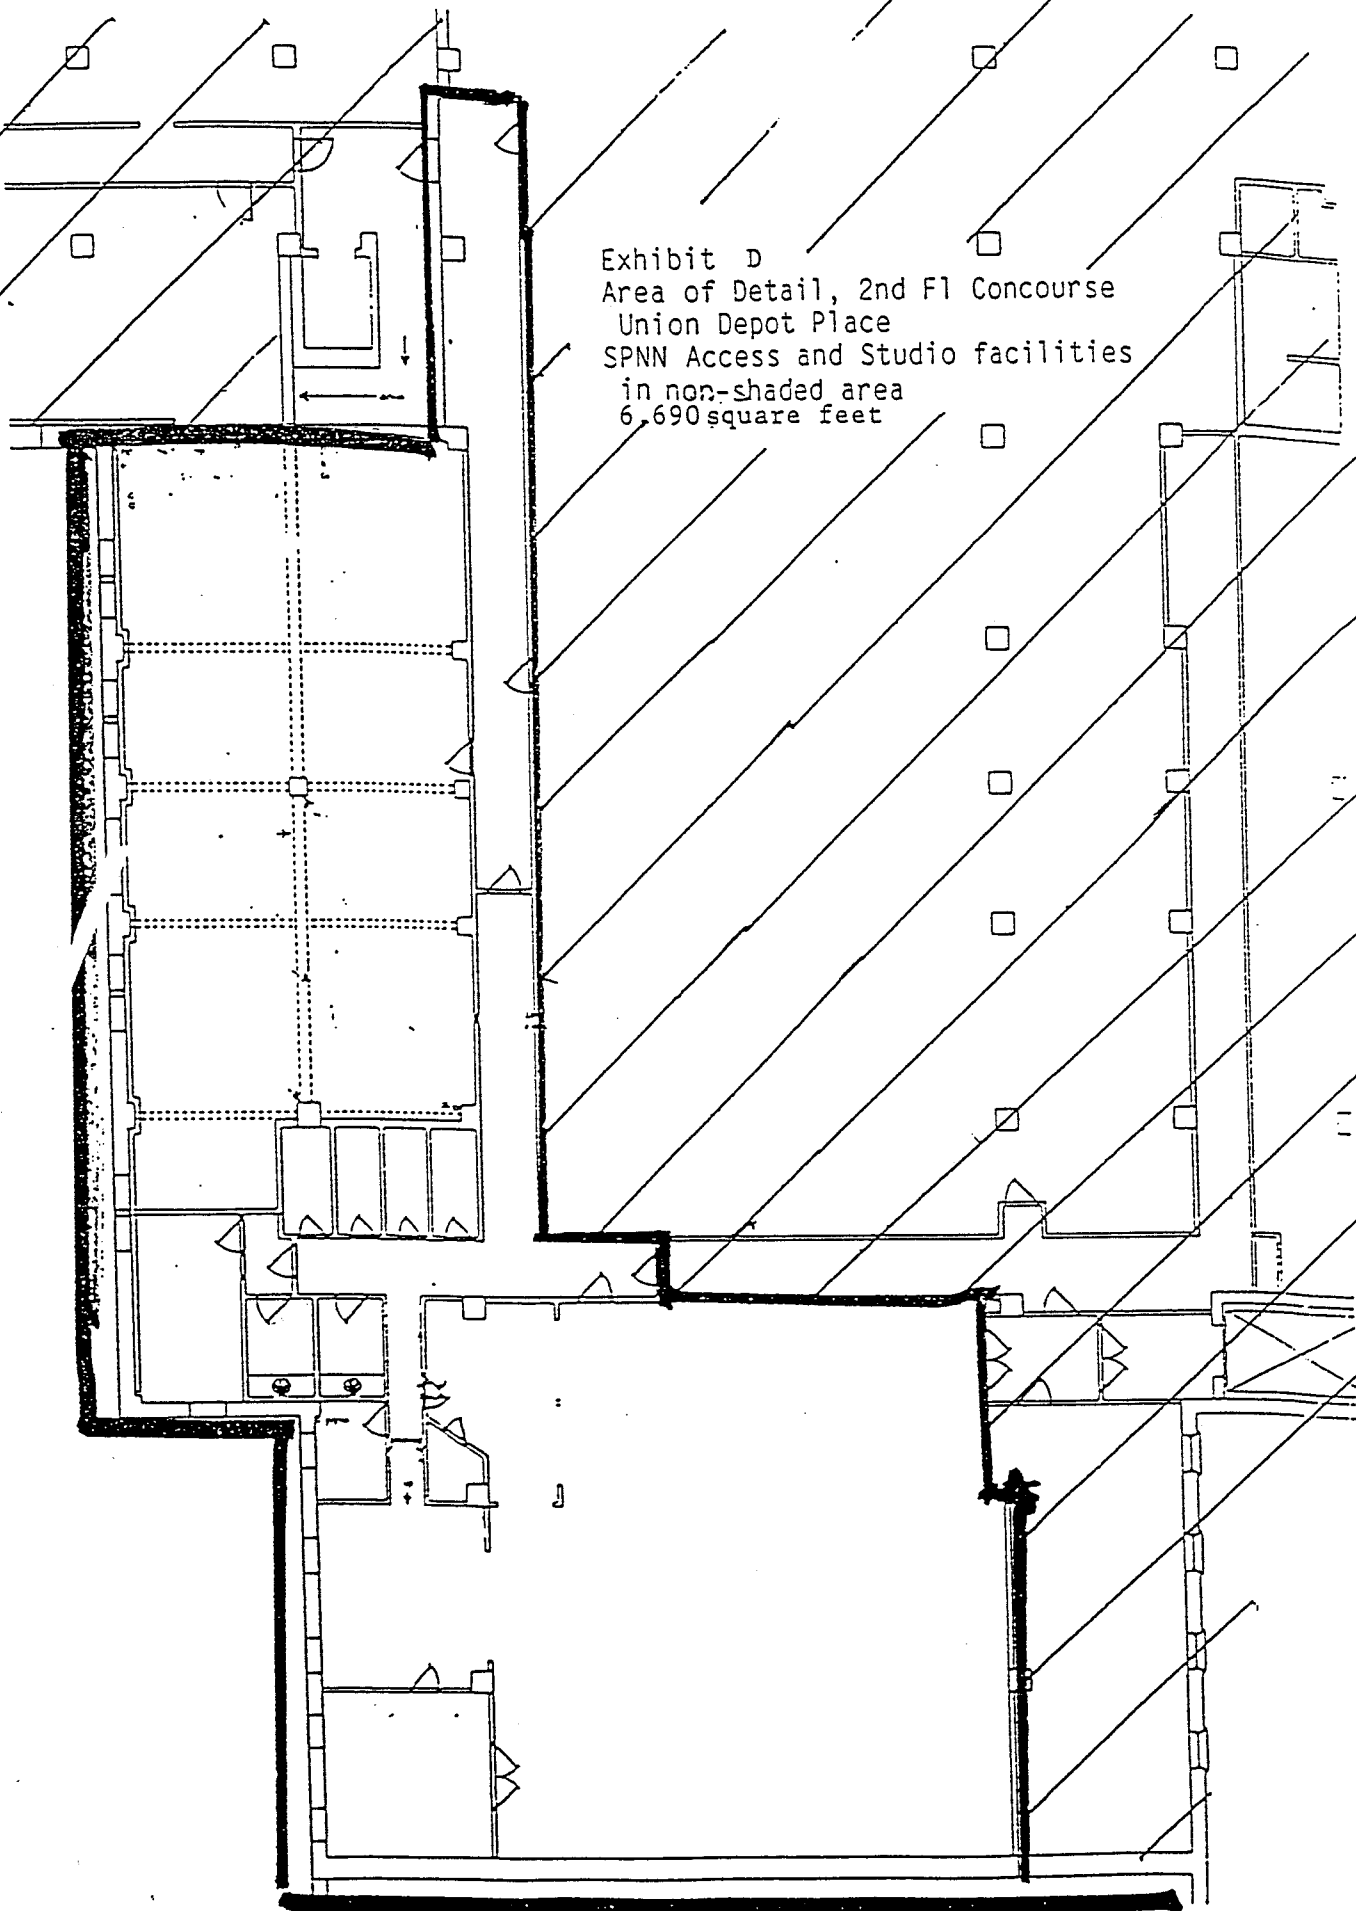 Exhibit D
Area of Detail, 2nd Fl Concourse
Union Depot Place
SPNN Access and Studio facilities
in non-shaded area
6,690 square feet